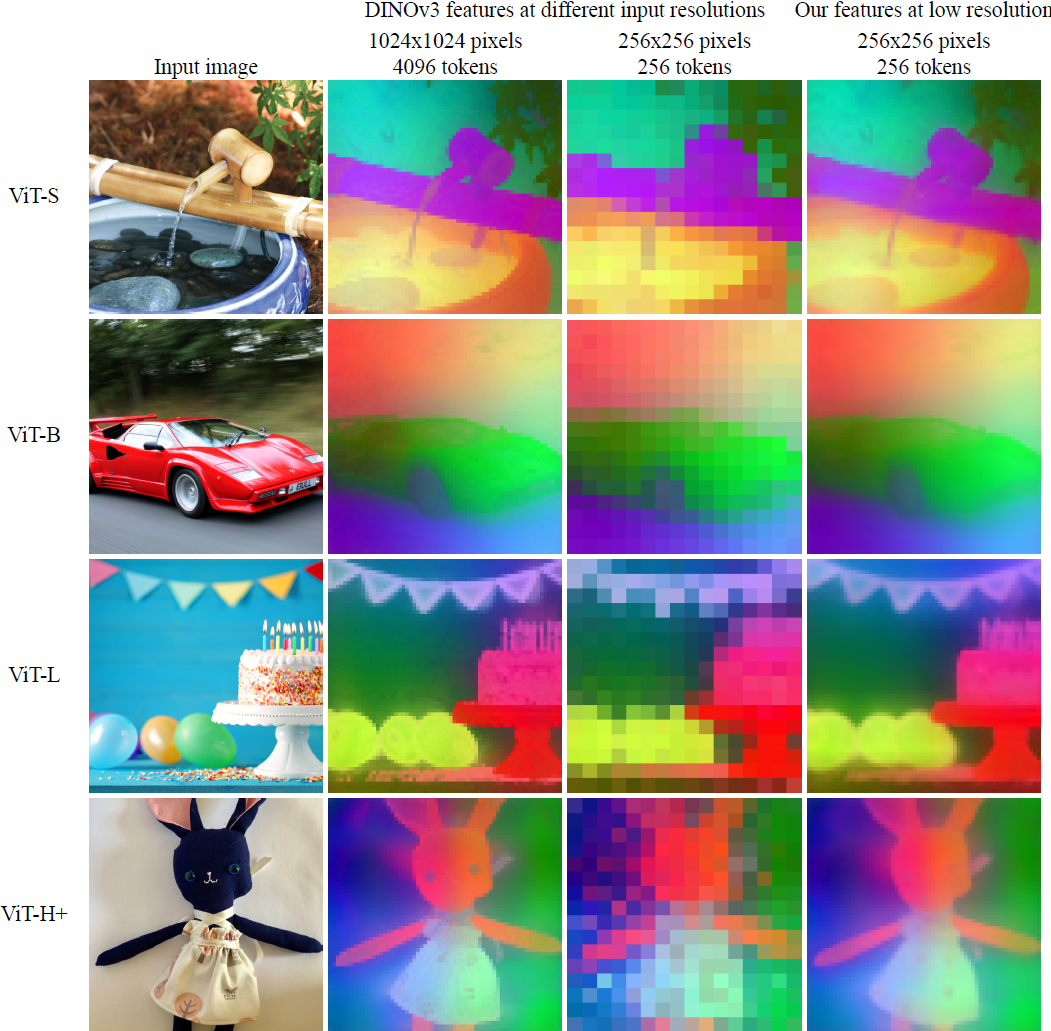 DINOv3 features at different input resolutions
Our features at low resolution
1024x1024 pixels
256x256 pixels
256x256 pixels
Input image
4096 tokens
256 tokens
256 tokens
ViT-S
ViT-B
BULL
ViT-L
ViT-H+